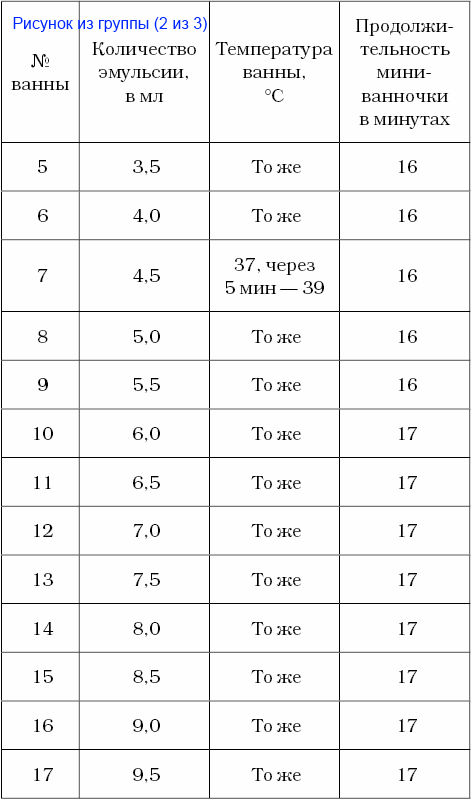 Рисунок из группы (2 из 3)
№
ванны
Количество
эмульсии,
в мл
Температура
ванны,
°C
Продолжи-
тельность
мини-
ванночки
в минутах
5 3,5 То же 16
6 4,0 То же 16
7 4,5 37, через
5 мин — 39 16
8 5,0 То же 16
9 5,5 То же 16
10 6,0 То же 17
11 6,5 То же 17
12 7,0 То же 17
13 7,5 То же 17
14 8,0 То же 17
15 8,5 То же 17
16 9,0 То же 17
17 9,5 То же 17